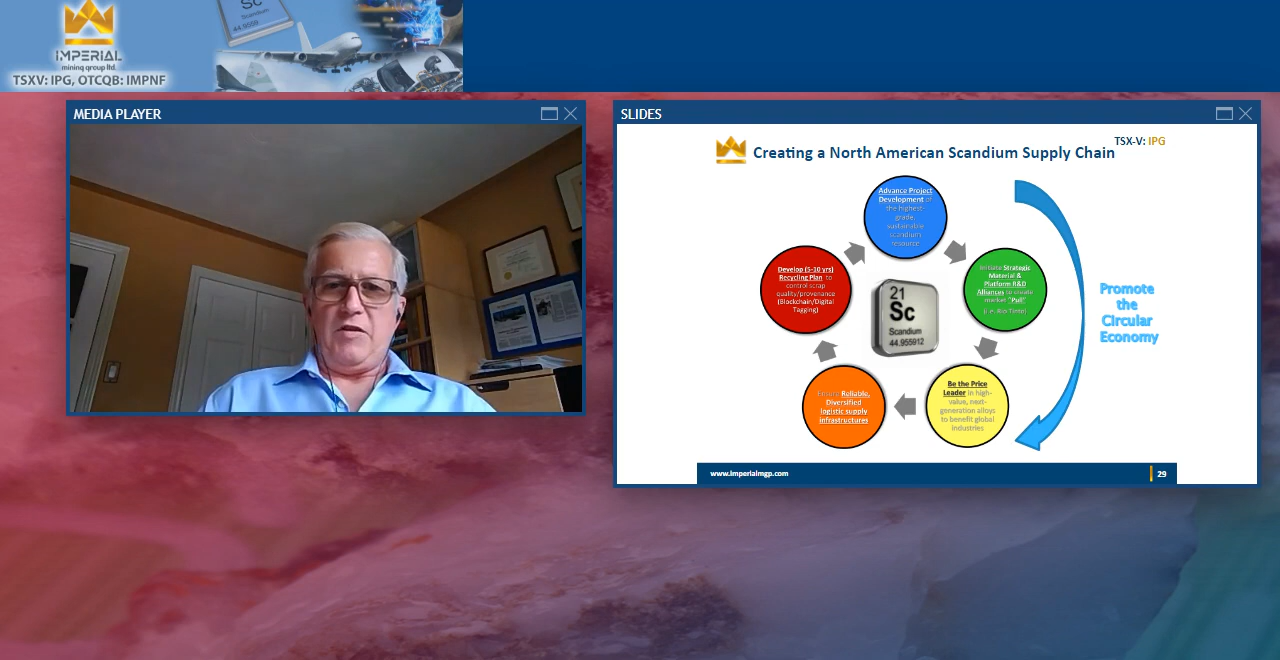 Sc
Scandium
44.9559
IMPERIAL
mining group ltd.
TSXV: IPG, OTCQB: IMPNF
MEDIA PLAYER
SLIDES
TSX-V: IPG
Creating a North American Scandium Supply Chain
Advance Project
Development of
the highest-
grade,
sustainable
scandium
resource
Initiate Strategic
Material &
Platform R&D
Alliances to create
market "Pull"
(i.e. Rio Tinto)
Be the Price
Leader in high-
value, next-
generation alloys
to benefit global
industries
Ensure Reliable,
Diversified
logistic supply
infrastructures
Develop (5-10 yrs)
Recycling Plan to
control scrap
quality/provenance
(Blockchain/Digital
Tagging)
21
Sc
Scandium
44.955912
Promote
the
Circular
Economy
www.imperialmgp.com
29